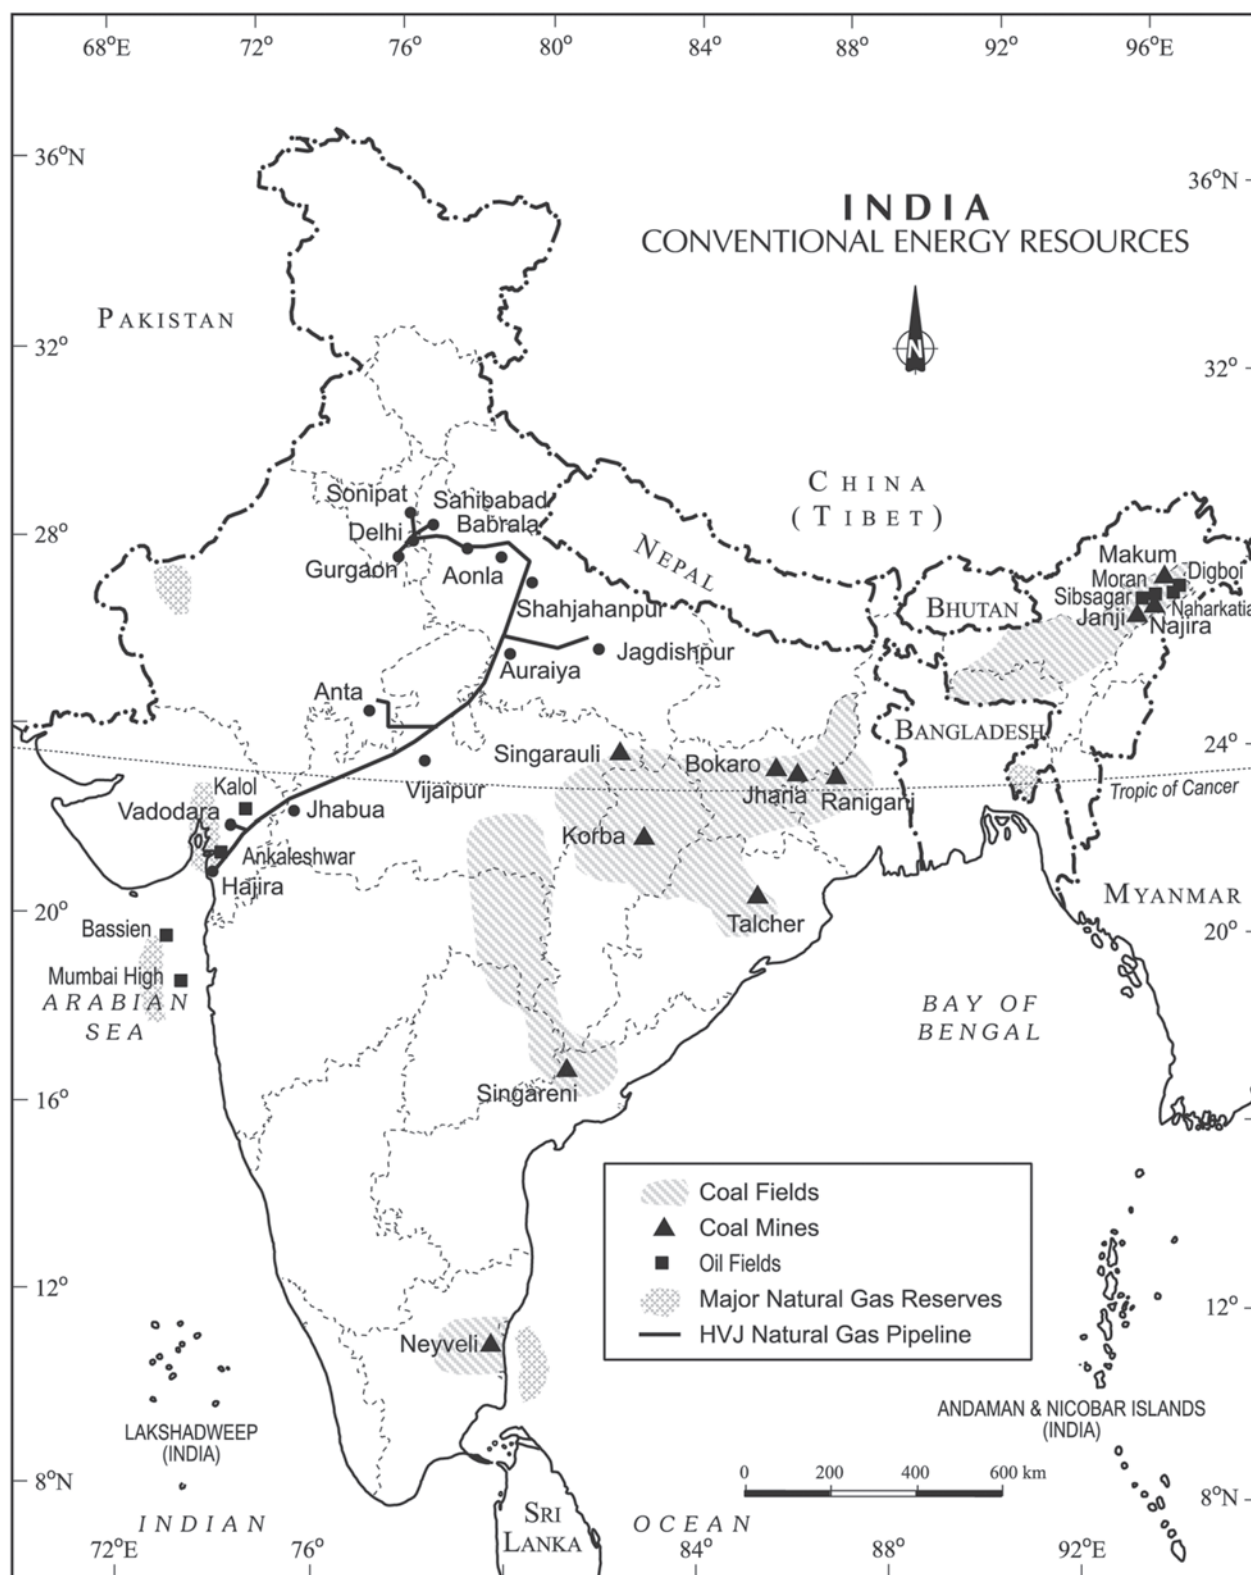 68°E 72° 76° 80° 84° 88° 92° 96°E
36°N
36°N
INDIA
CONVENTIONAL ENERGY RESOURCES
N
PAKISTAN
32°
32°
CHINA
(TIBET)
NEPAL
Sonipat
Sahibabad
Delhi
Babrala
28°
28°
Gurgaon
Aonla
Shahjahanpur
Makum
Moran
Digboi
Sibsagar
Naharkatia
Janji
Najira
BHUTAN
Auraiya
Jagdishpur
Anta
BANGLADESH
24°
Singarauli
Bokaro
Jharia
Raniganj
Tropic of Cancer
Kalol
Vijaipur
Vadodara
Jhabua
Korba
Ankaleshwar
Hajira
MYANMAR
20°
20°
Talcher
Bassien
Mumbai High
ARABIAN
SEA
BAY OF
BENGAL
Singareni
16°
Coal Fields
Coal Mines
Oil Fields
Major Natural Gas Reserves
HVJ Natural Gas Pipeline
12°
12°
Neyveli
LAKSHADWEEP
(INDIA)
ANDAMAN & NICOBAR ISLANDS
(INDIA)
0 200 400 600 km
8°N
8°N
SRI
LANKA
INDIAN OCEAN
72°E 76° 84° 88° 92°E